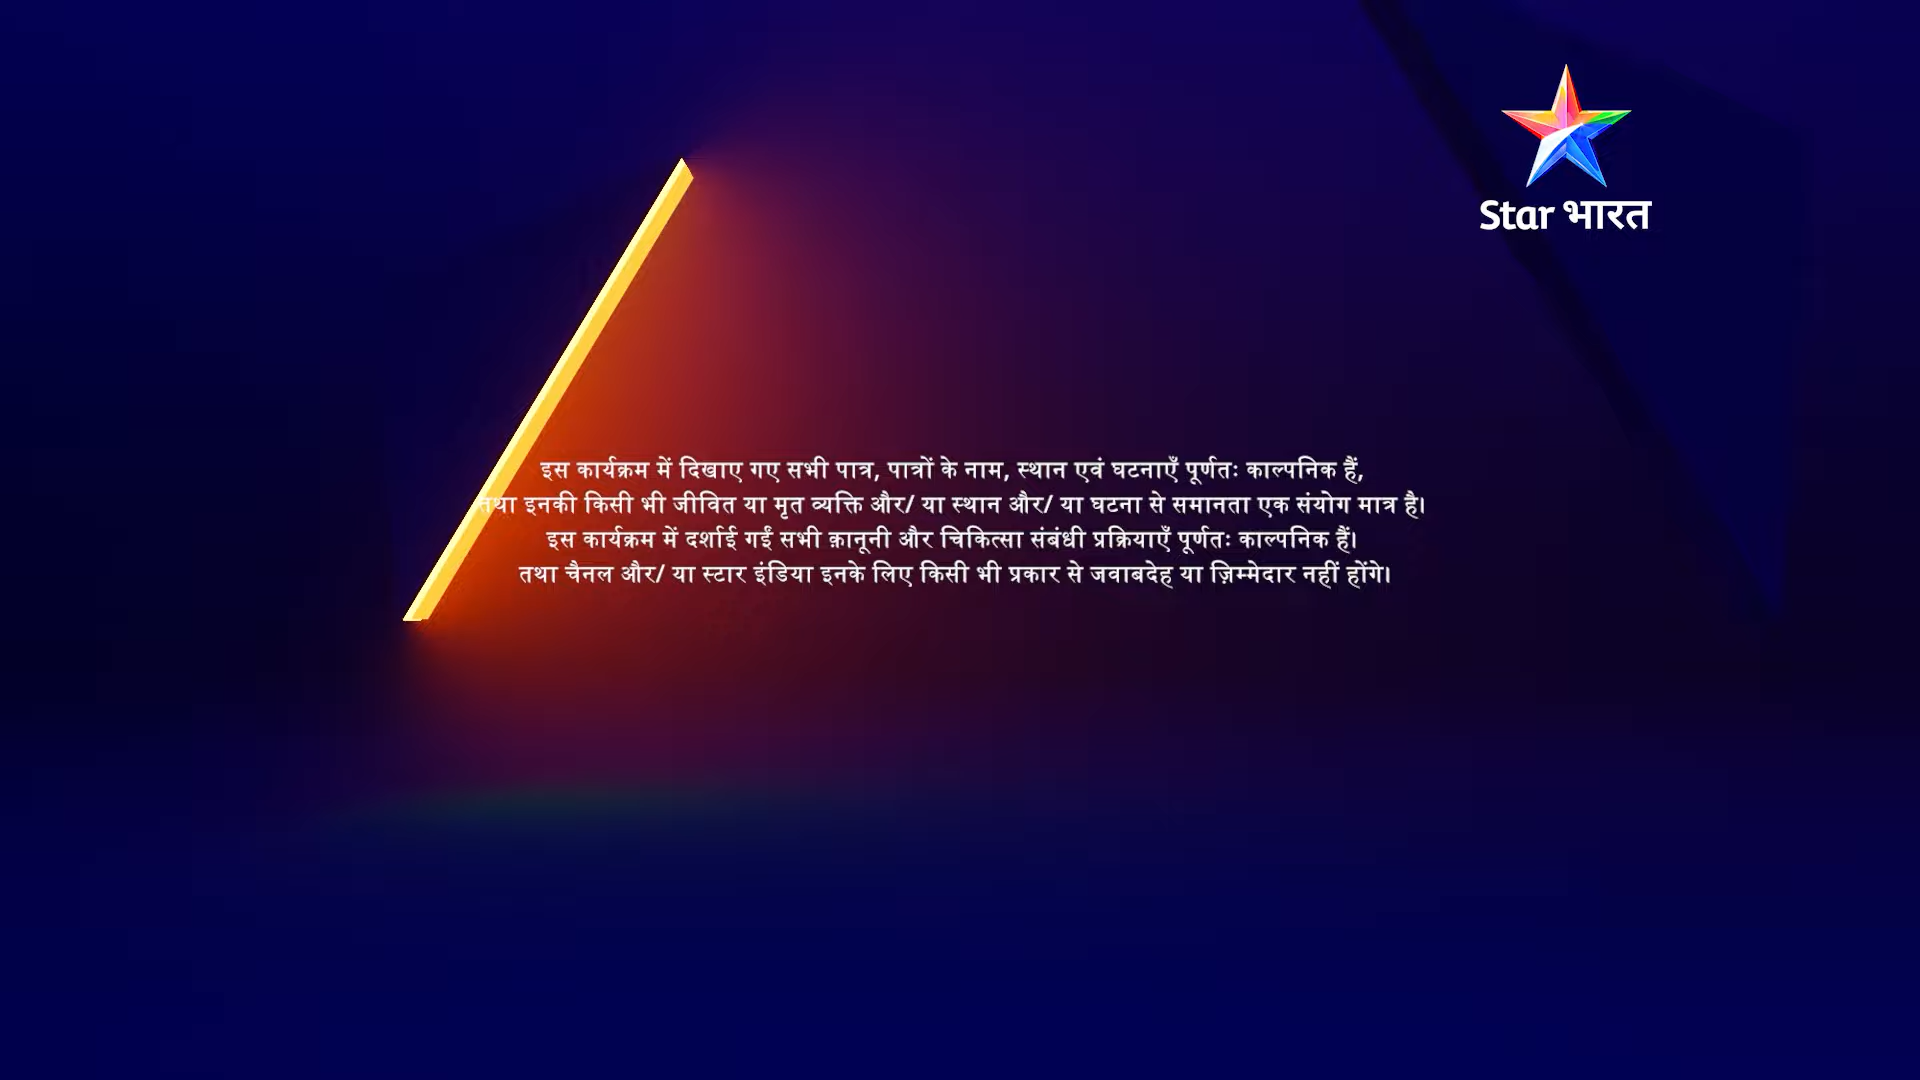 Star भारत
इस कार्यक्रम में दिखाए गए सभी पात्र, पात्रों के नाम, स्थान एवं घटनाएँ पूर्णतः काल्पनिक हैं,
तथा इनकी किसी भी जीवित या मृत व्यक्ति और/ या स्थान और/ या घटना से समानता एक संयोग मात्र है।
इस कार्यक्रम में दर्शाई गईं सभी क़ानूनी और चिकित्सा संबंधी प्रक्रियाएँ पूर्णतः काल्पनिक हैं।
तथा चैनल और/ या स्टार इंडिया इनके लिए किसी भी प्रकार से जवाबदेह या ज़िम्मेदार नहीं होंगे।